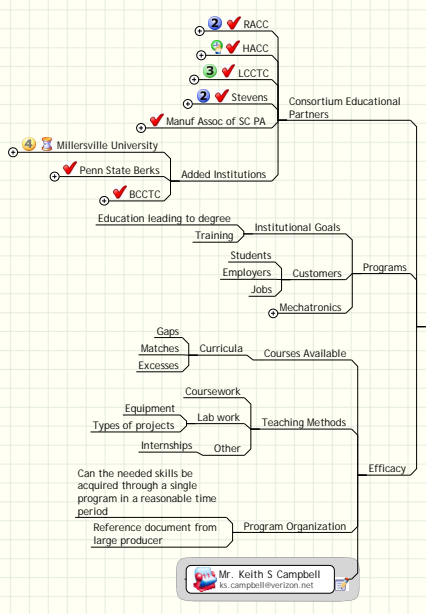 2 RACC
HACC
3 LCCTC
2 Stevens
Manuf Assoc of SC PA
Consortium Educational
Partners
4 Millersville University
Penn State Berks
BCCTC
Added Institutions
Education leading to degree
Training
Institutional Goals
Students
Employers
Jobs
Customers
Mechatronics
Programs
Gaps
Matches
Excesses
Curricula
Courses Available
Coursework
Equipment
Types of projects
Lab work
Internships
Other
Teaching Methods
Efficacy
Can the needed skills be
acquired through a single
program in a reasonable time
period
Reference document from
large producer
Program Organization
Mr. Keith S Campbell
ks.campbell@verizon.net